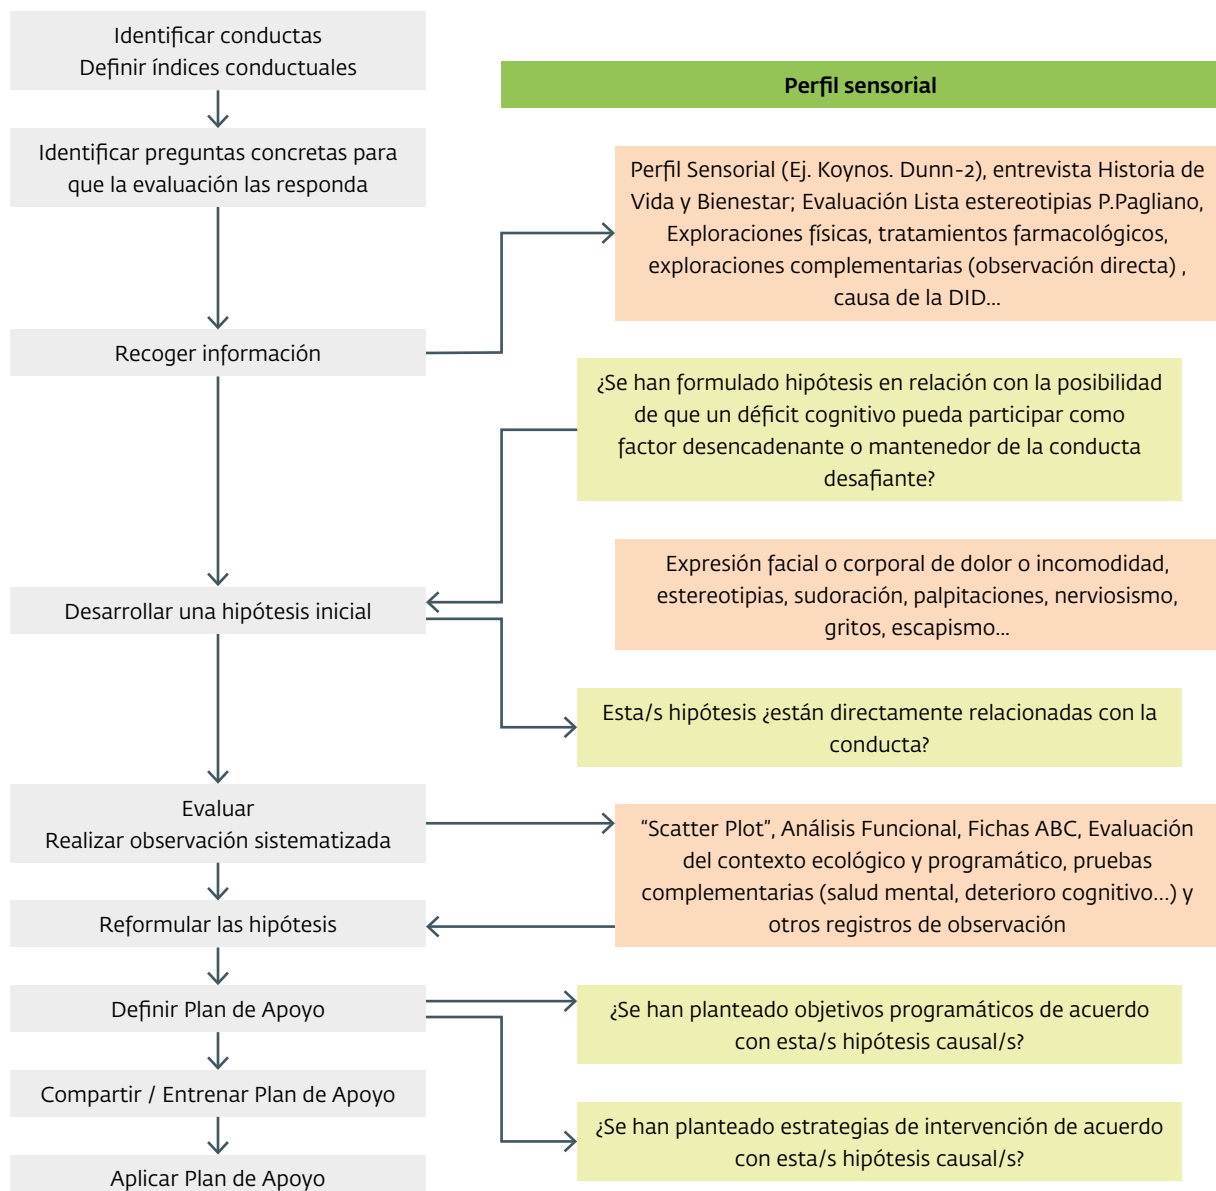 Identificar conductas
Definir índices conductuales
Perfil sensorial
Identificar preguntas concretas para
que la evaluación las responda
Perfil Sensorial (Ej. Koynos. Dunn-2), entrevista Historia de
Vida y Bienestar; Evaluación Lista estereotipias P.Pagliano,
Exploraciones físicas, tratamientos farmacológicos,
exploraciones complementarias (observación directa) ,
causa de la DID...
Recoger información
¿Se han formulado hipótesis en relación con la posibilidad
de que un déficit cognitivo pueda participar como
factor desencadenante o mantenedor de la conducta
desafiante?
Expresión facial o corporal de dolor o incomodidad,
estereotipias, sudoración, palpitaciones, nerviosismo,
gritos, escapismo...
Desarrollar una hipótesis inicial
Esta/s hipótesis ¿están directamente relacionadas con la
conducta?
Evaluar
Realizar observación sistematizada
“Scatter Plot”, Análisis Funcional, Fichas ABC, Evaluación
del contexto ecológico y programático, pruebas
complementarias (salud mental, deterioro cognitivo...) y
otros registros de observación
Reformular las hipótesis
Definir Plan de Apoyo
¿Se han planteado objetivos programáticos de acuerdo
con esta/s hipótesis causal/s?
Compartir / Entrenar Plan de Apoyo
¿Se han planteado estrategias de intervención de acuerdo
con esta/s hipótesis causal/s?
Aplicar Plan de Apoyo